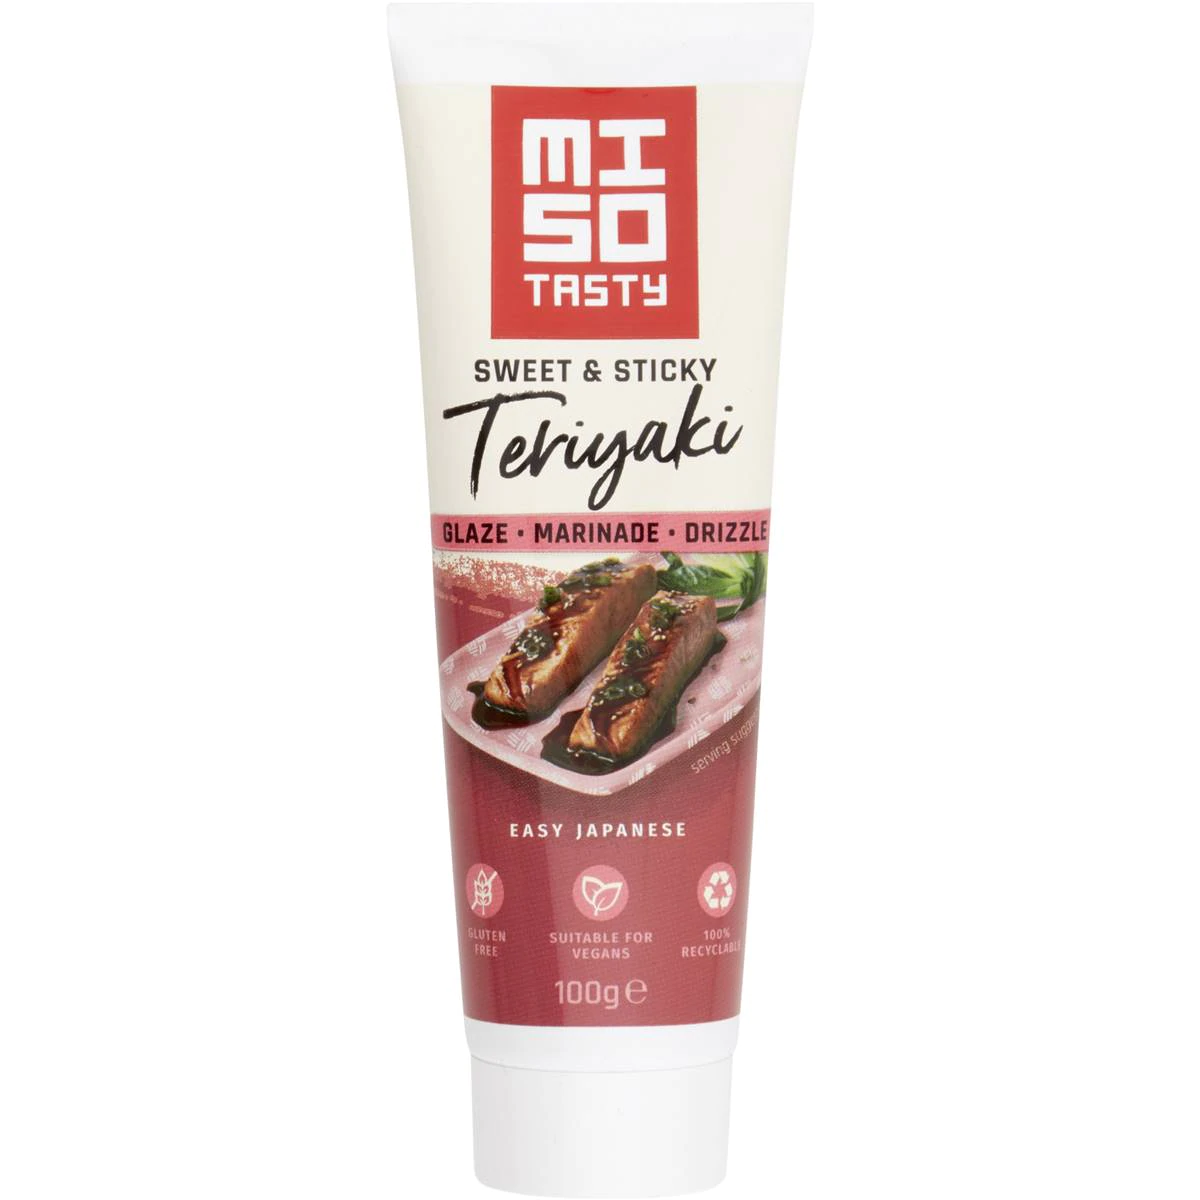 MI
SO
TASTY
SWEET & STICKY
Teriyaki
GLAZE · MARINADE · DRIZZLE
serving
EASY JAPANESE
GLUTEN
FREE
SUITABLE FOR
VEGANS
100%
RECYCLABLE
100g℮